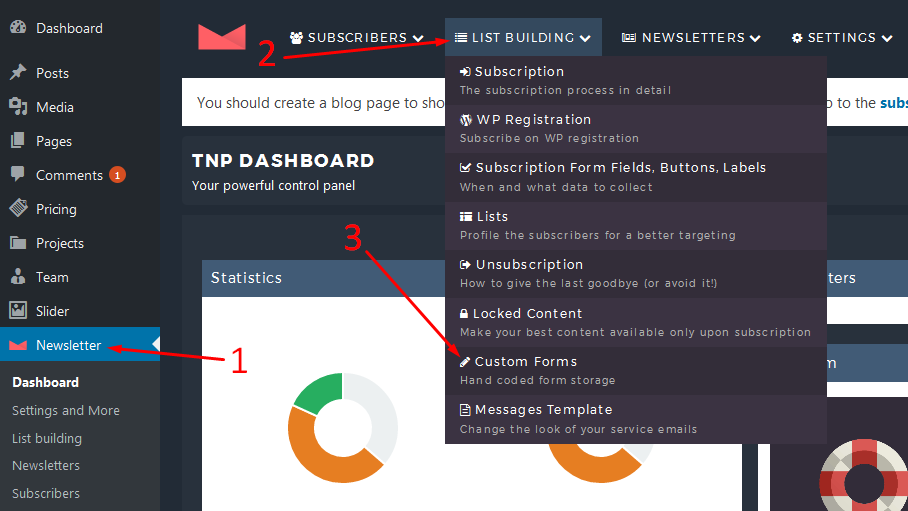 Dashboard
Posts
Media
Pages
Comments 1
Pricing
Projects
Team
Slider
Newsletter
Dashboard
Settings and More
List building
Newsletters
Subscribers
SUBSCRIBERS
LIST BUILDING
NEWSLETTERS
SETTINGS
You should create a blog page to sho
o to the subs
TNP DASHBOARD
Your powerful control panel
Statistics
ters
m
Subscription
The subscription process in detail
WP Registration
Subscribe on WP registration
Subscription Form Fields, Buttons, Labels
When and what data to collect
Lists
Profile the subscribers for a better targeting
Unsubscription
How to give the last goodbye (or avoid it!)
Locked Content
Make your best content available only upon subscription
Custom Forms
Hand coded form storage
Messages Template
Change the look of your service emails
1
2
3